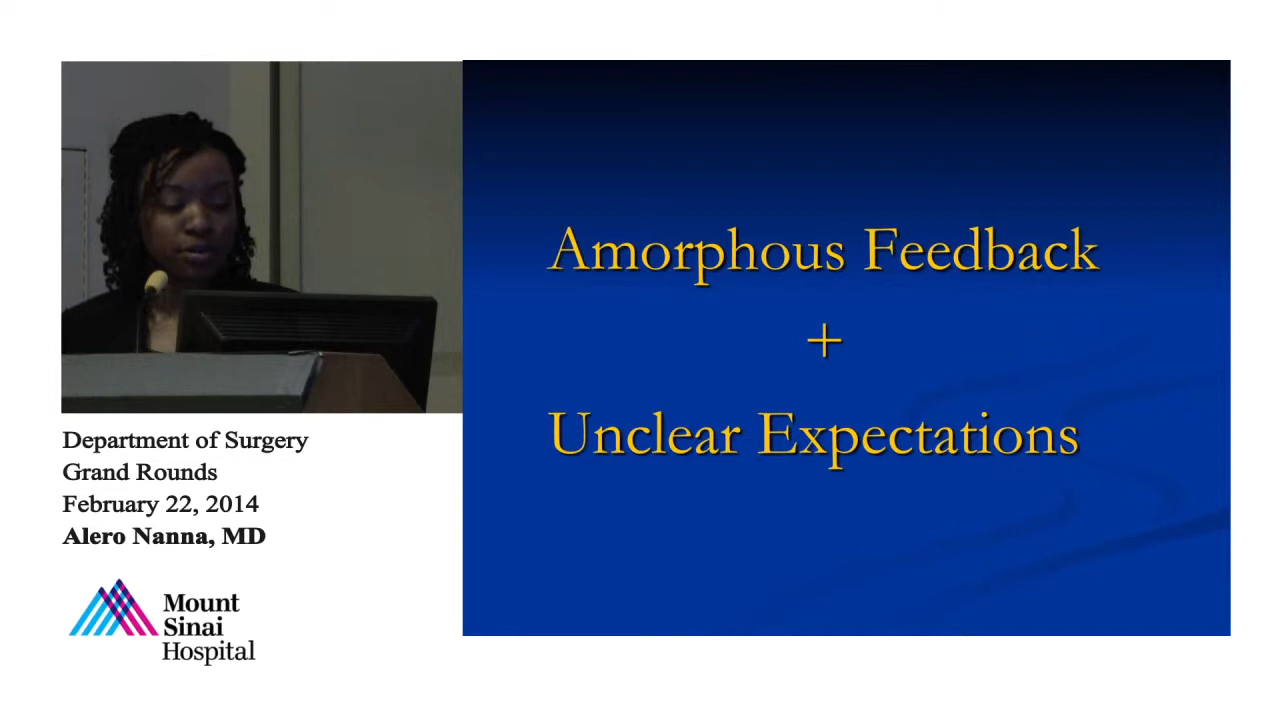 Amorphous Feedback
+
Unclear Expectations
Department of Surgery
Grand Rounds
February 22, 2014
Alero Nanna, MD
Mount
Sinai
Hospital